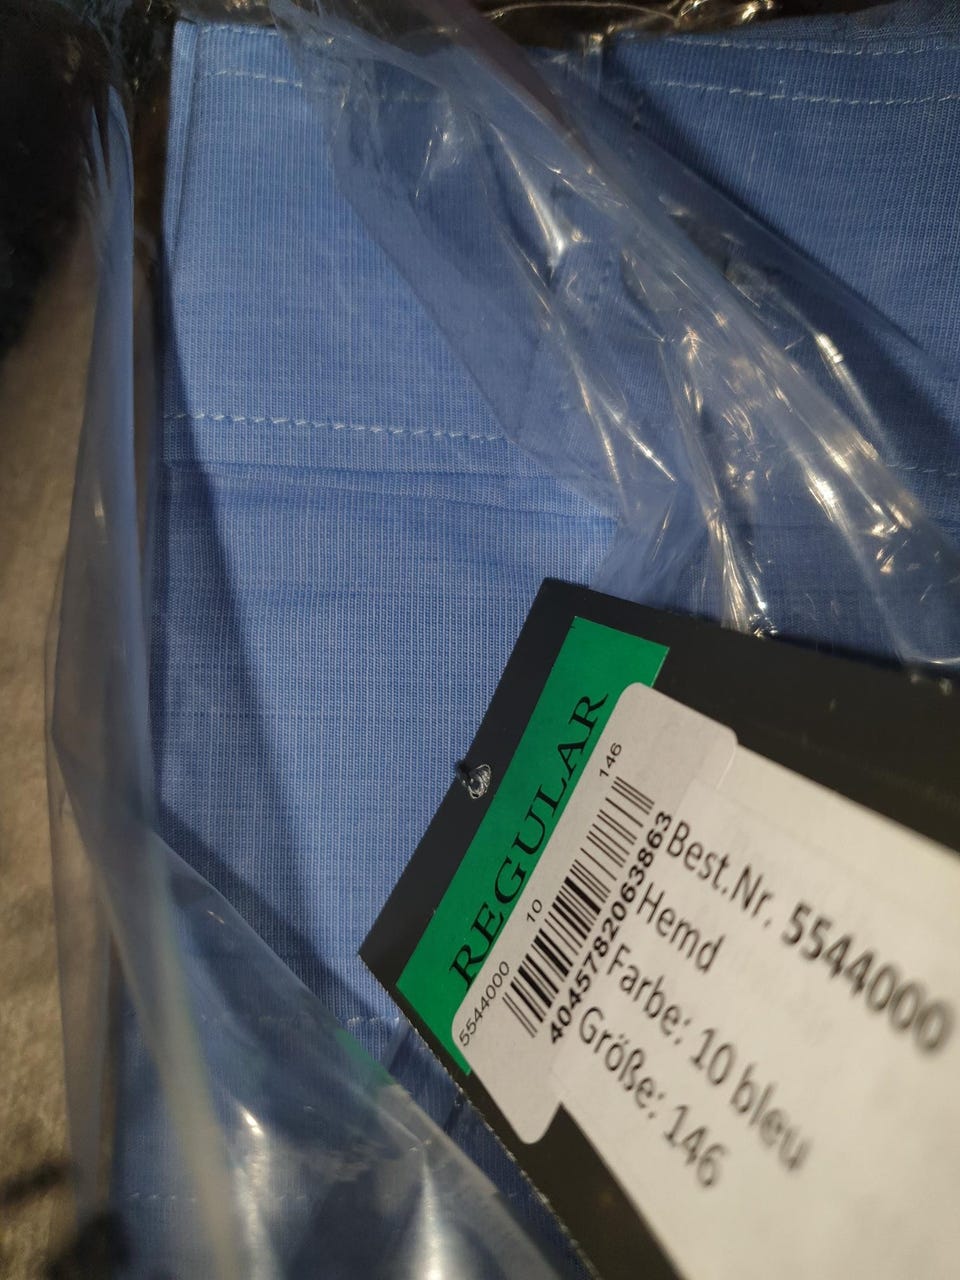 REGULAR
5544000 10 146
4045782063863
Best.Nr. 5544000
Hemd
Farbe: 10 bleu
Größe: 146